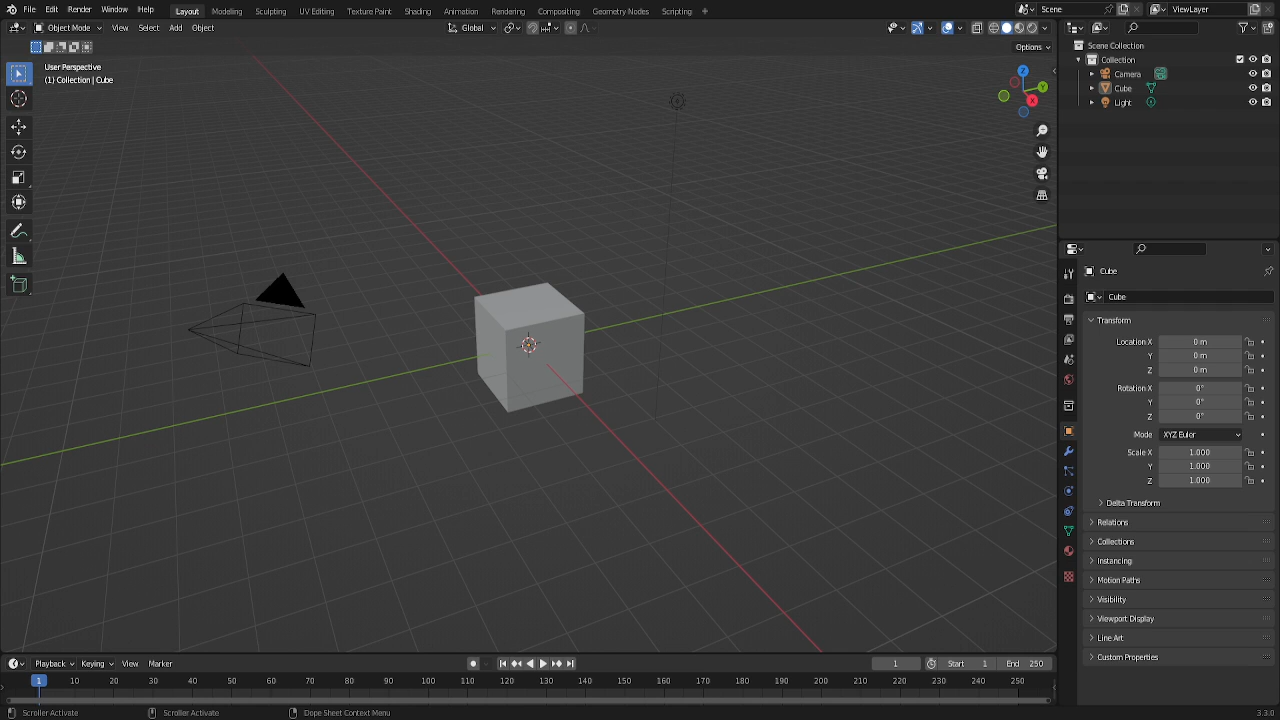 File Edit Render Window Help Layout Modeling Sculpting UV Editing Texture Paint Shading Animation Rendering Compositing Geometry Nodes Scripting + Scene ViewLayer
Object Mode View Select Add Object Global
Options
User Perspective
(1) Collection | Cube
Z
Y
X
Scene Collection
Collection
Camera
Cube
Light
Cube
Cube
Transform
Location X 0 m
Y 0 m
Z 0 m
Rotation X 0°
Y 0°
Z 0°
Mode XYZ Euler
Scale X 1.000
Y 1.000
Z 1.000
Delta Transform
Relations
Collections
Instancing
Motion Paths
Visibility
Viewport Display
Line Art
Custom Properties
Playback Keying View Marker 1 Start 1 End 250
1 10 20 30 40 50 60 70 80 90 100 110 120 130 140 150 160 170 180 190 200 210 220 230 240 250
Scroller Activate Scroller Activate Dope Sheet Context Menu 3.3.0